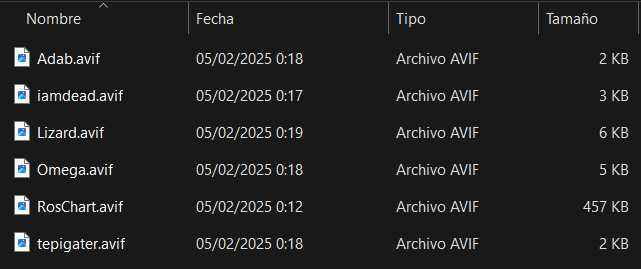 Nombre Fecha Tipo Tamaño
Adab.avif 05/02/2025 0:18 Archivo AVIF 2 KB
iamdead.avif 05/02/2025 0:17 Archivo AVIF 3 KB
Lizard.avif 05/02/2025 0:19 Archivo AVIF 6 KB
Omega.avif 05/02/2025 0:18 Archivo AVIF 5 KB
RosChart.avif 05/02/2025 0:12 Archivo AVIF 457 KB
tepigater.avif 05/02/2025 0:18 Archivo AVIF 2 KB